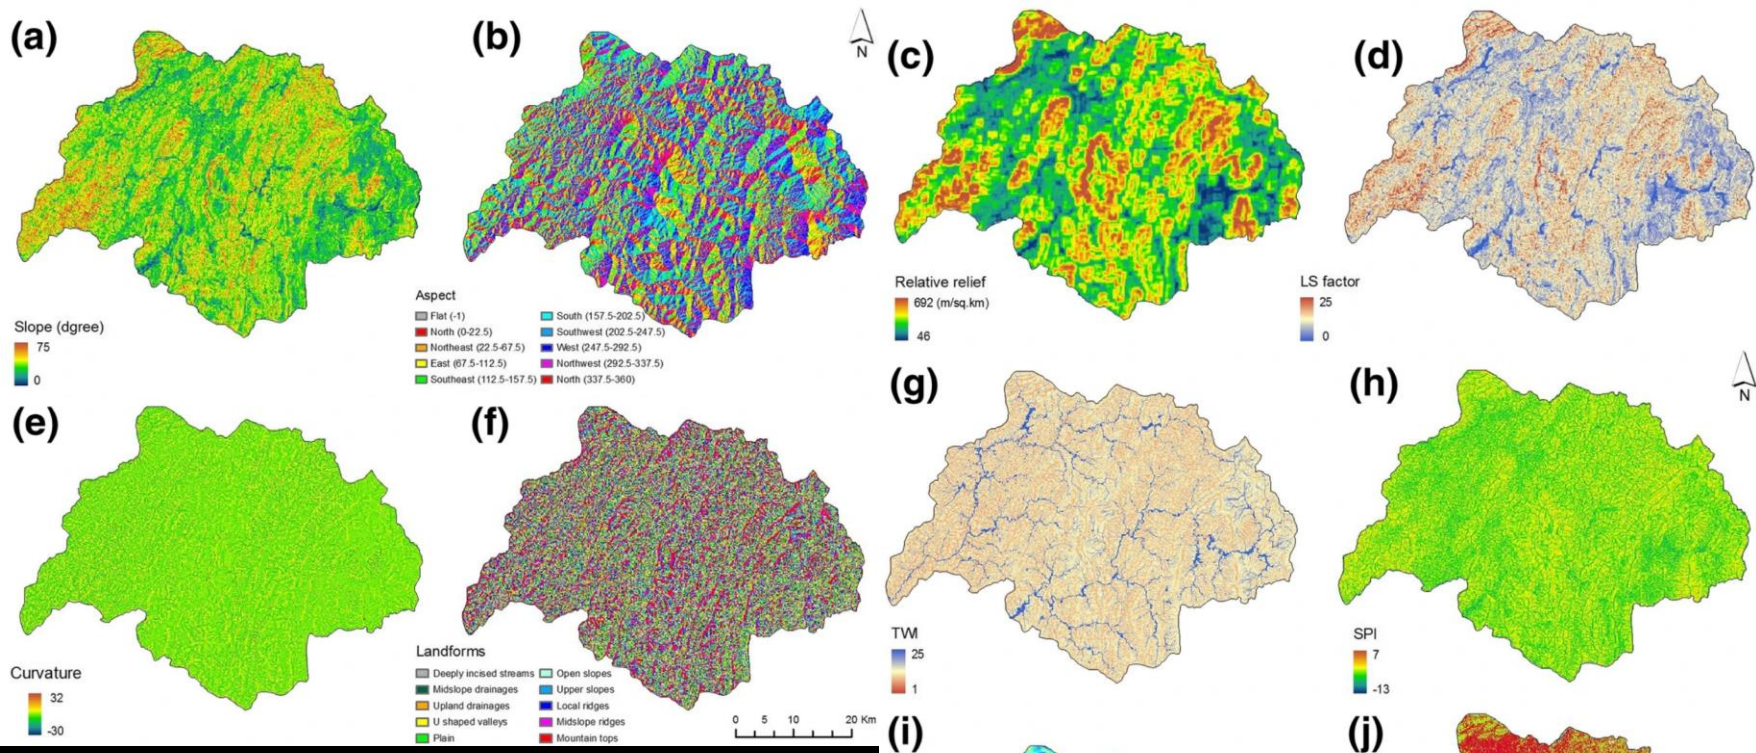 (a)
Slope (dgree)
75
0
(b)
N
Aspect
Flat (-1)
North (0-22.5)
Northeast (22.5-67.5)
East (67.5-112.5)
Southeast (112.5-157.5)
South (157.5-202.5)
Southwest (202.5-247.5)
West (247.5-292.5)
Northwest (292.5-337.5)
North (337.5-360)
(c)
Relative relief
692 (m/sq.km)
46
(d)
LS factor
25
0
(e)
Curvature
32
-30
(f)
Landforms
Deeply incised streams
Midslope drainages
Upland drainages
U shaped valleys
Plain
Open slopes
Upper slopes
Local ridges
Midslope ridges
Mountain tops
0 5 10 20 Km
(g)
TWI
25
1
(h)
N
SPI
7
-13
(i)
(j)